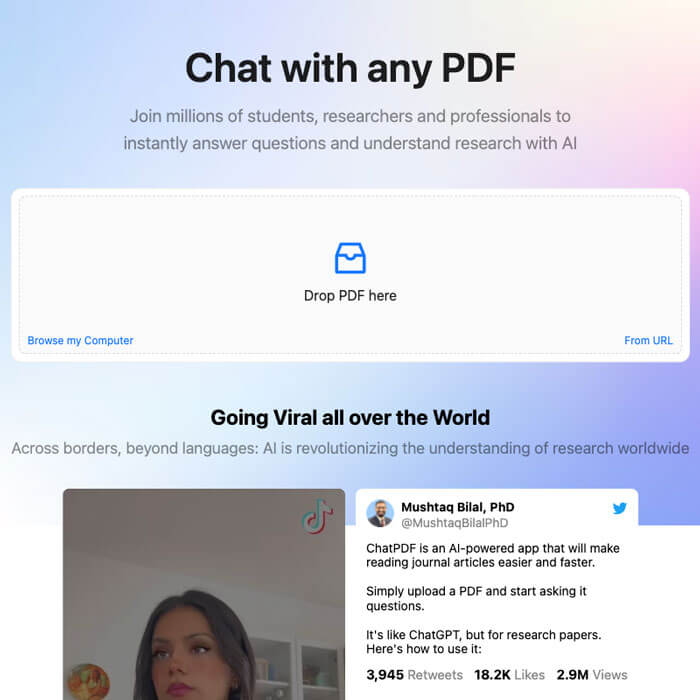 Chat with any PDF
Join millions of students, researchers and professionals to
instantly answer questions and understand research with AI
Drop PDF here
Browse my Computer
From URL
Going Viral all over the World
Across borders, beyond languages: AI is revolutionizing the understanding of research worldwide
Mushtaq Bilal, PhD
@MushtaqBilalPhD
ChatPDF is an AI-powered app that will make
reading journal articles easier and faster.
Simply upload a PDF and start asking it
questions.
It's like ChatGPT, but for research papers.
Here's how to use it:
3,945 Retweets 18.2K Likes 2.9M Views